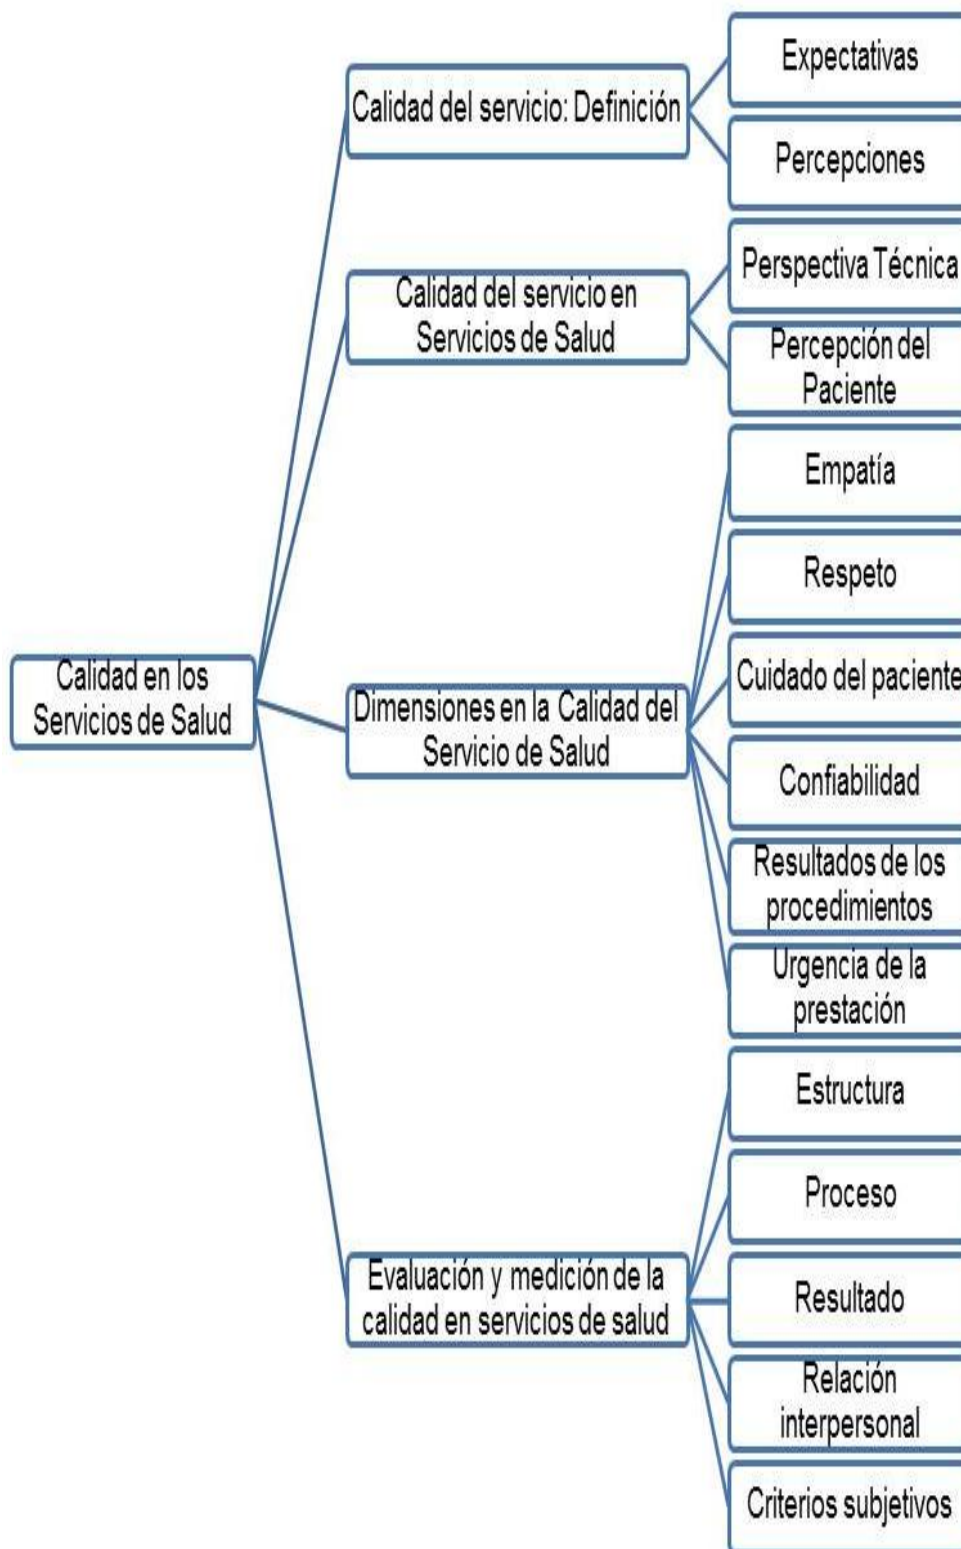 Calidad en los
Servicios de Salud
Calidad del servicio: Definición
Expectativas
Percepciones
Calidad del servicio en
Servicios de Salud
Perspectiva Técnica
Percepción del
Paciente
Dimensiones en la Calidad del
Servicio de Salud
Empatía
Respeto
Cuidado del paciente
Confiabilidad
Resultados de los
procedimientos
Urgencia de la
prestación
Evaluación y medición de la
calidad en servicios de salud
Estructura
Proceso
Resultado
Relación
interpersonal
Criterios subjetivos